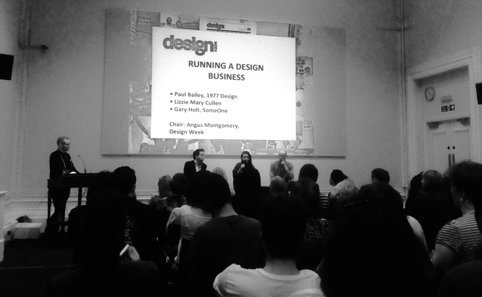 design
RUNNING A DESIGN
BUSINESS
• Paul Bailey, 1977 Design
• Lizzie Mary Cullen
• Gary Holt, SomeOne
Chair: Angus Montgomery,
Design Week